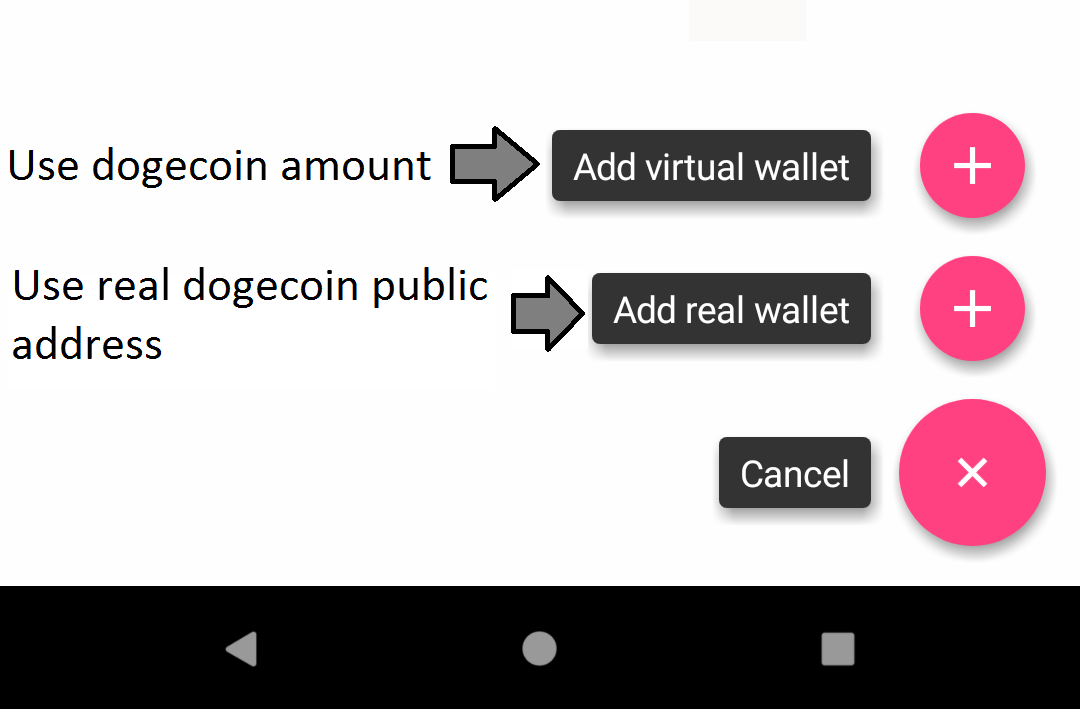 Use dogecoin amount
Add virtual wallet
Use real dogecoin public
address
Add real wallet
Cancel